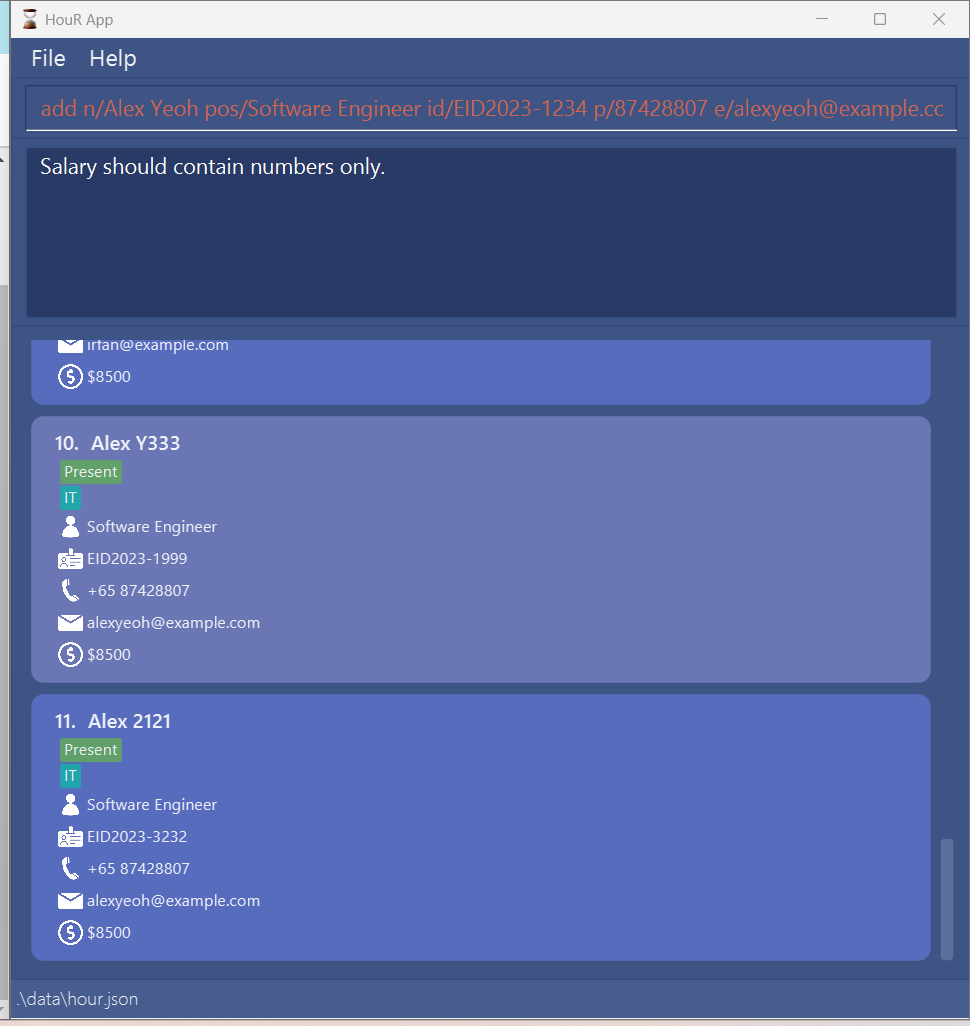 HouR App
File Help
add n/Alex Yeoh pos/Software Engineer id/EID2023-1234 p/87428807 e/alexyeoh@example.cc
Salary should contain numbers only.
irfan@example.com
$8500
10. Alex Y333
Present
IT
Software Engineer
EID2023-1999
+65 87428807
alexyeoh@example.com
$8500
11. Alex 2121
Present
IT
Software Engineer
EID2023-3232
+65 87428807
alexyeoh@example.com
$8500
.\data\hour.json